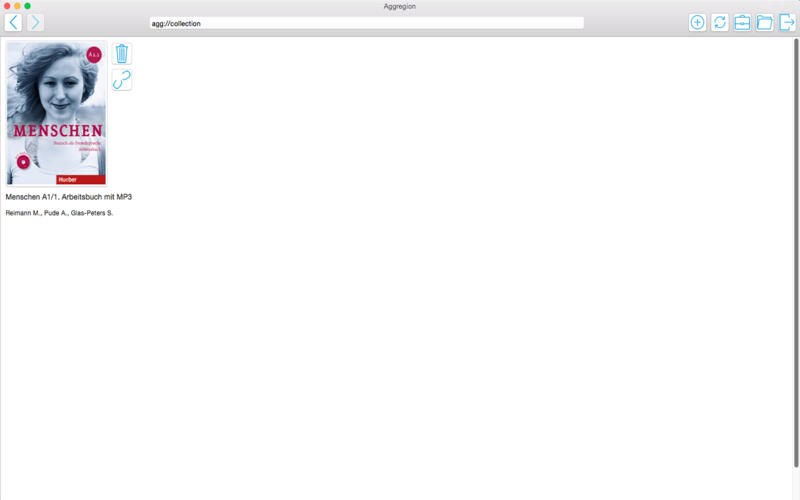 Aggregion
agg://collection
A1.1
MENSCHEN
Deutsch als Fremdsprache
Arbeitsbuch
Hueber
Menschen A1/1. Arbeitsbuch mit MP3
Reimann M., Pude A., Glas-Peters S.